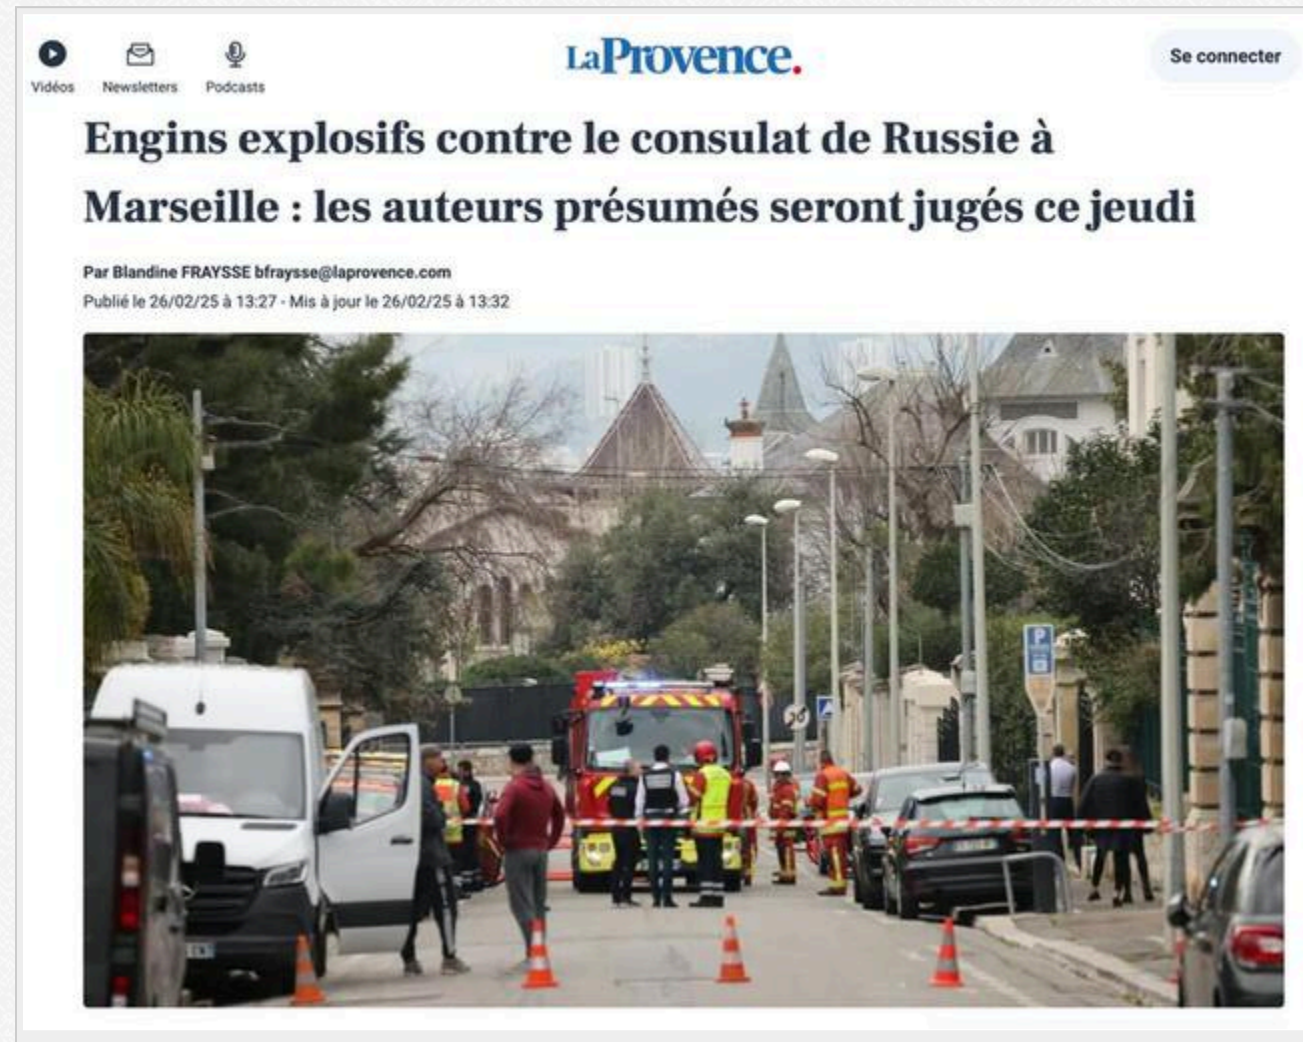 LaProvence.
Se connecter
Vidéos
Newsletters
Podcasts
Engins explosifs contre le consulat de Russie à
Marseille : les auteurs présumés seront jugés ce jeudi
Par Blandine FRAYSSE bfraysse@laprovence.com
Publié le 26/02/25 à 13:27 - Mis à jour le 26/02/25 à 13:32
P